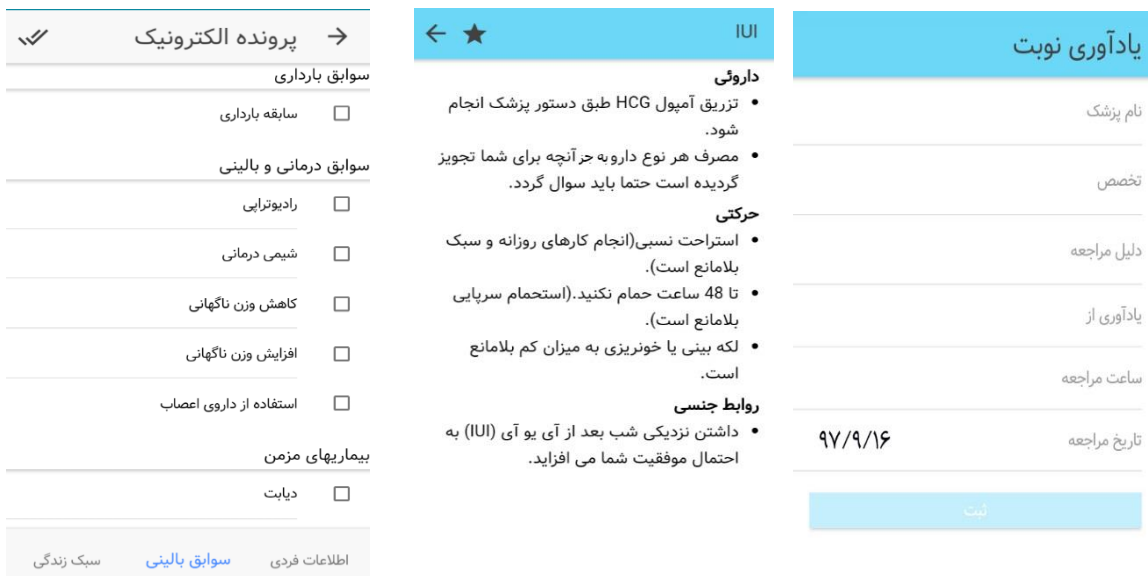 یادآوری نوبت
نام پزشک
تخصص
دلیل مراجعه
یادآوری از
ساعت مراجعه
تاریخ مراجعه
۹۷/۹/۱۶
ثبت
IUI
داروئی
• تزریق آمپول HCG طبق دستور پزشک انجام
شود.
• مصرف هر نوع داروبه جرآنچه برای شما تجویز
گردیده است حتما باید سوال گردد.
حرکتی
• استراحت نسبی(انجام کارهای روزانه و سبک
بلامانع است).
• تا 48 ساعت حمام نکنید.(استحمام سرپایی
بلامانع است).
• لکه بینی یا خونریزی به میزان کم بلامانع
است.
روابط جنسی
• داشتن نزدیکی شب بعد از آی یو آی (IUI) به
احتمال موفقیت شما می افزاید.
پرونده الکترونیک
سوابق بارداری
سابقه بارداری
سوابق درمانی و بالینی
رادیوتراپی
شیمی درمانی
کاهش وزن ناگهانی
افزایش وزن ناگهانی
استفاده از داروی اعصاب
بیماریهای مزمن
دیابت
اطلاعات فردی سوابق بالینی سبک زندگی